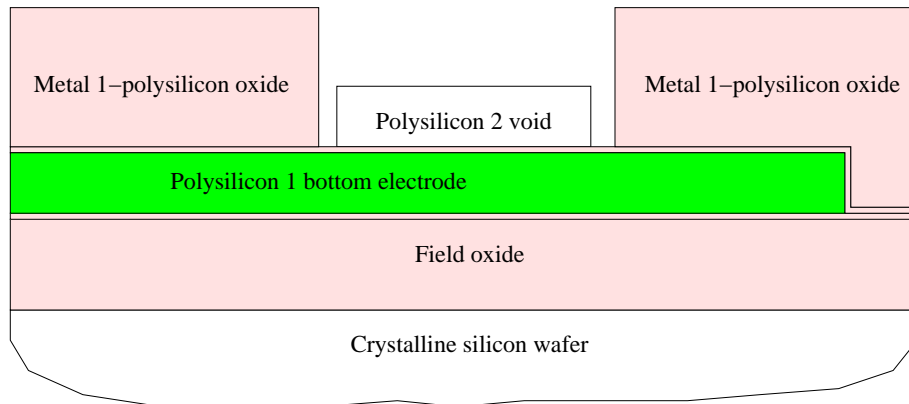 Metal 1−polysilicon oxide
Metal 1−polysilicon oxide
Polysilicon 2 void
Polysilicon 1 bottom electrode
Field oxide
Crystalline silicon wafer